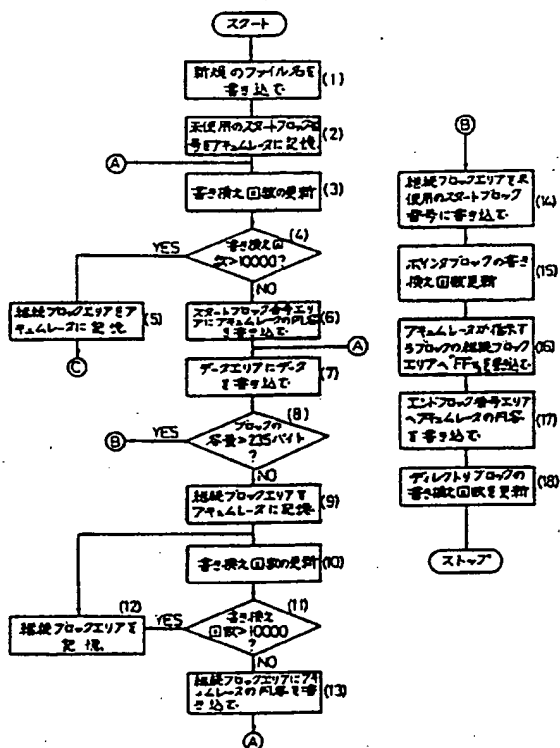 スタート
新規のファイル名を
書き込む
(1)
未使用のスタートブロック番
号をアキュムレータに記憶
(2)
A
書き換え回数の更新
(3)
(4)
書き換え回
数>10000?
YES
NO
継続ブロックエリアをア
キュムレータに記憶
(5)
C
スタートブロック番号エリ
アにアキュムレータの内容
を書き込む
(6)
A
データエリアにデータ
を書き込む
(7)
(8)
ブロックの
容量>235バイト
?
YES
B
NO
継続ブロックエリアを
アキュムレータに記憶
(9)
書き換え回数の更新
(10)
(11)
書き換え
回数>10000
?
YES
(12)
継続ブロックエリアを
記憶
NO
継続ブロックエリアにアキ
ュムレータの内容を書き
込む
(13)
A
B
継続ブロックエリアを未
使用のスタートブロック
番号に書き込む
(14)
ポインタブロックの書き
換え回数更新
(15)
アキュムレータが指示す
るブロックの継続ブロック
エリアへ"FF"を書込む
(16)
エンドブロック番号エリア
へアキュムレータの内容
を書き込む
(17)
ディレクトリブロックの
書き換え回数を更新
(18)
ストップ